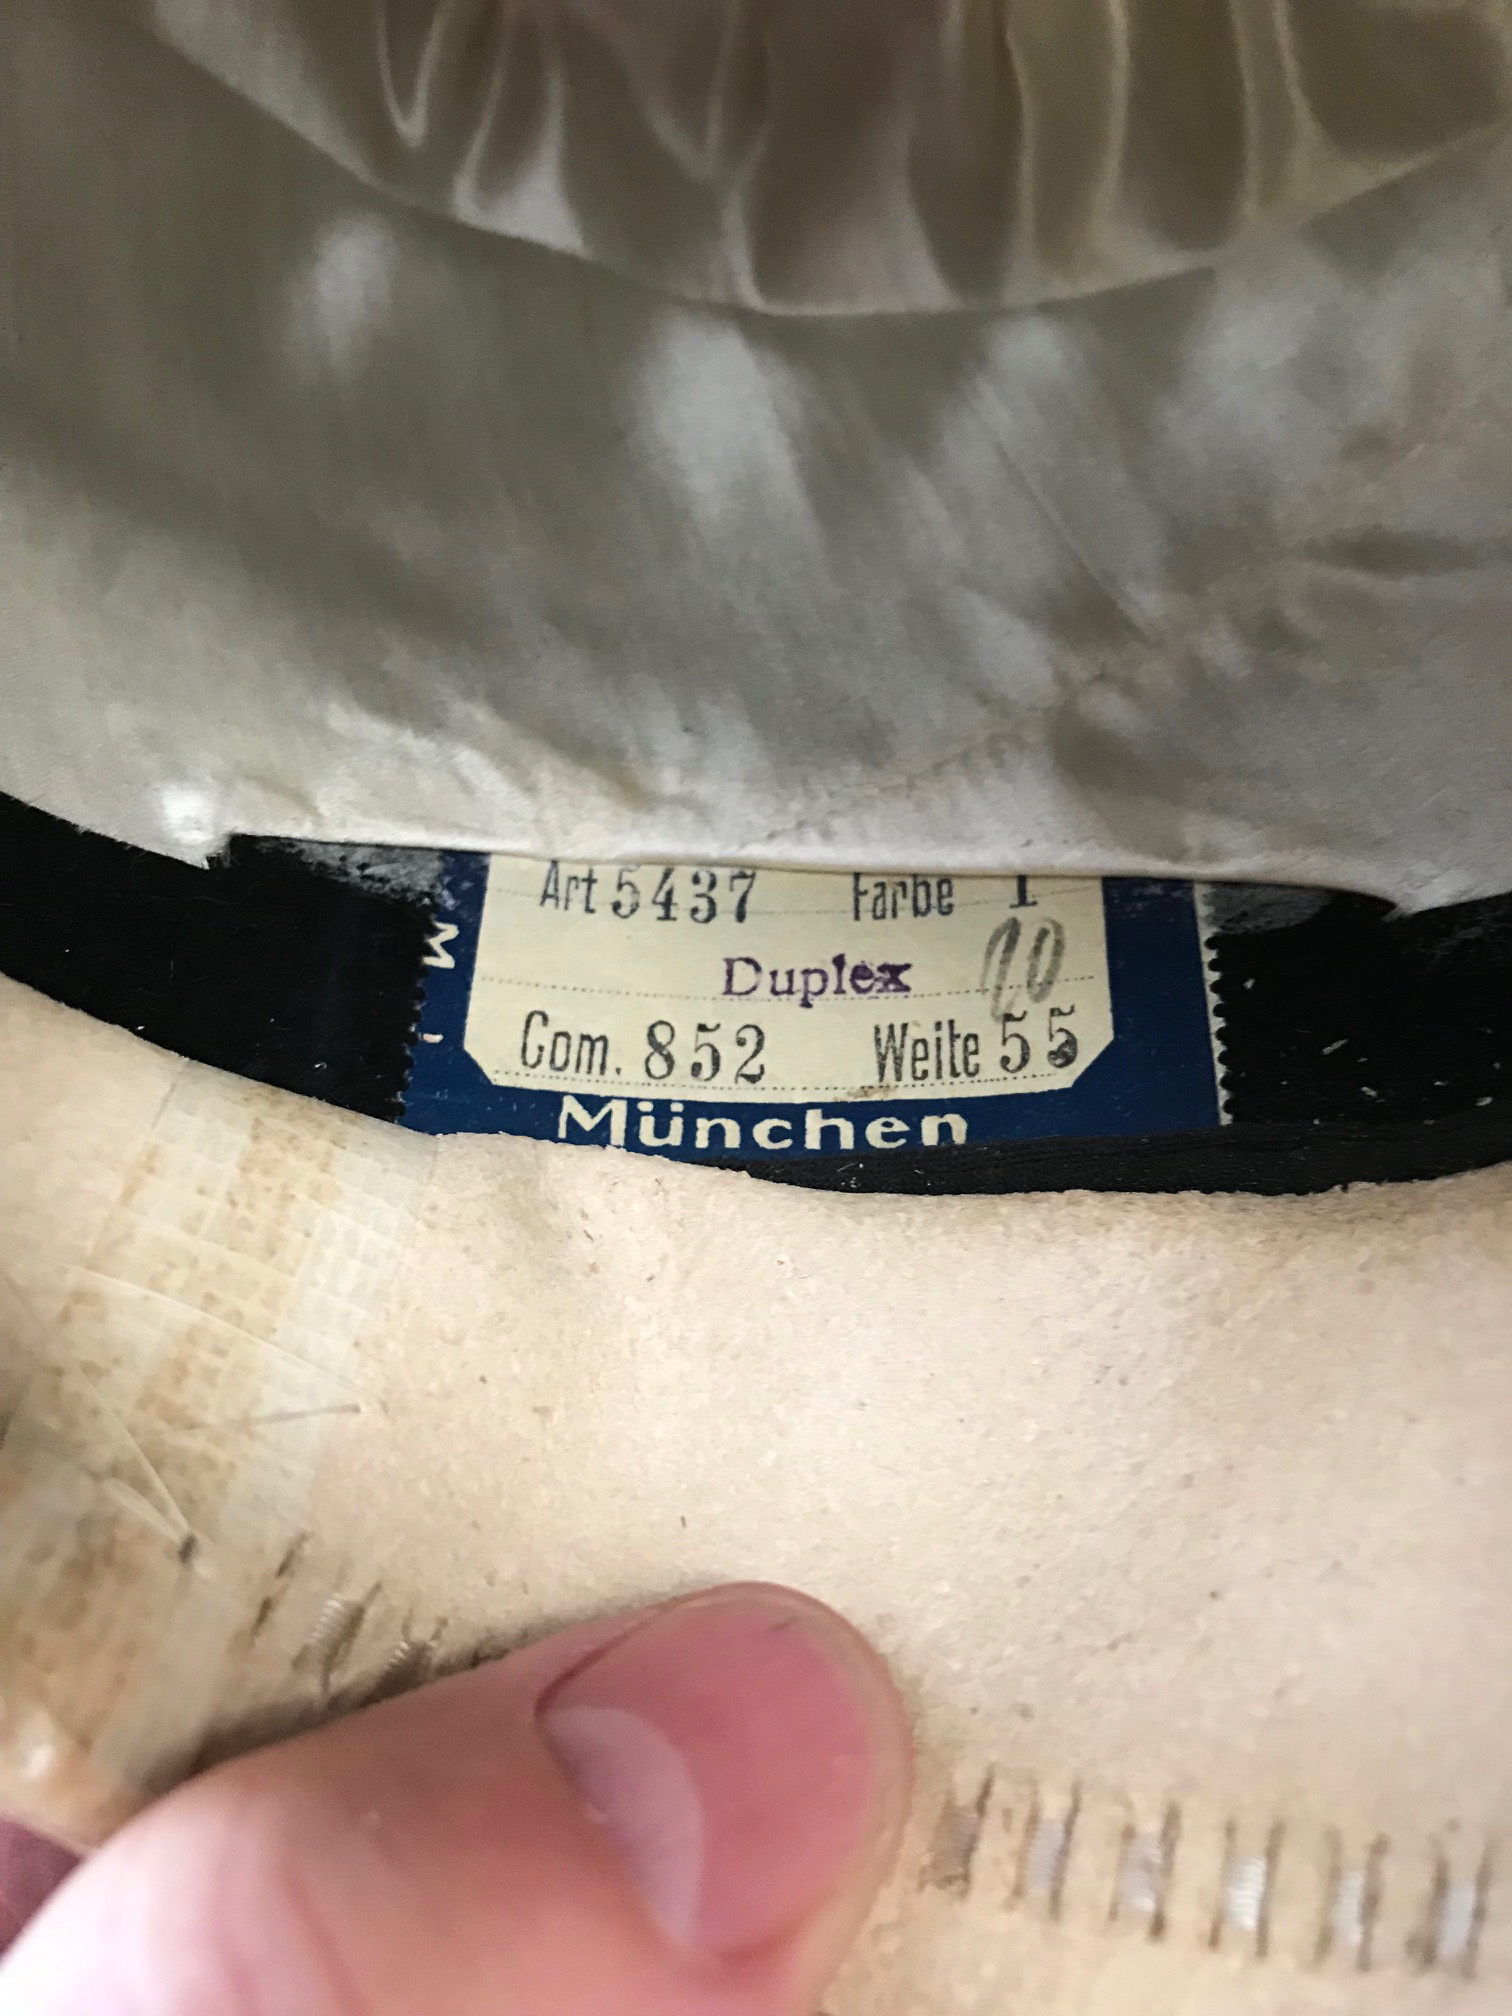 Art 5437 Farbe 1
Duplex
Com. 852 Weite 55
München